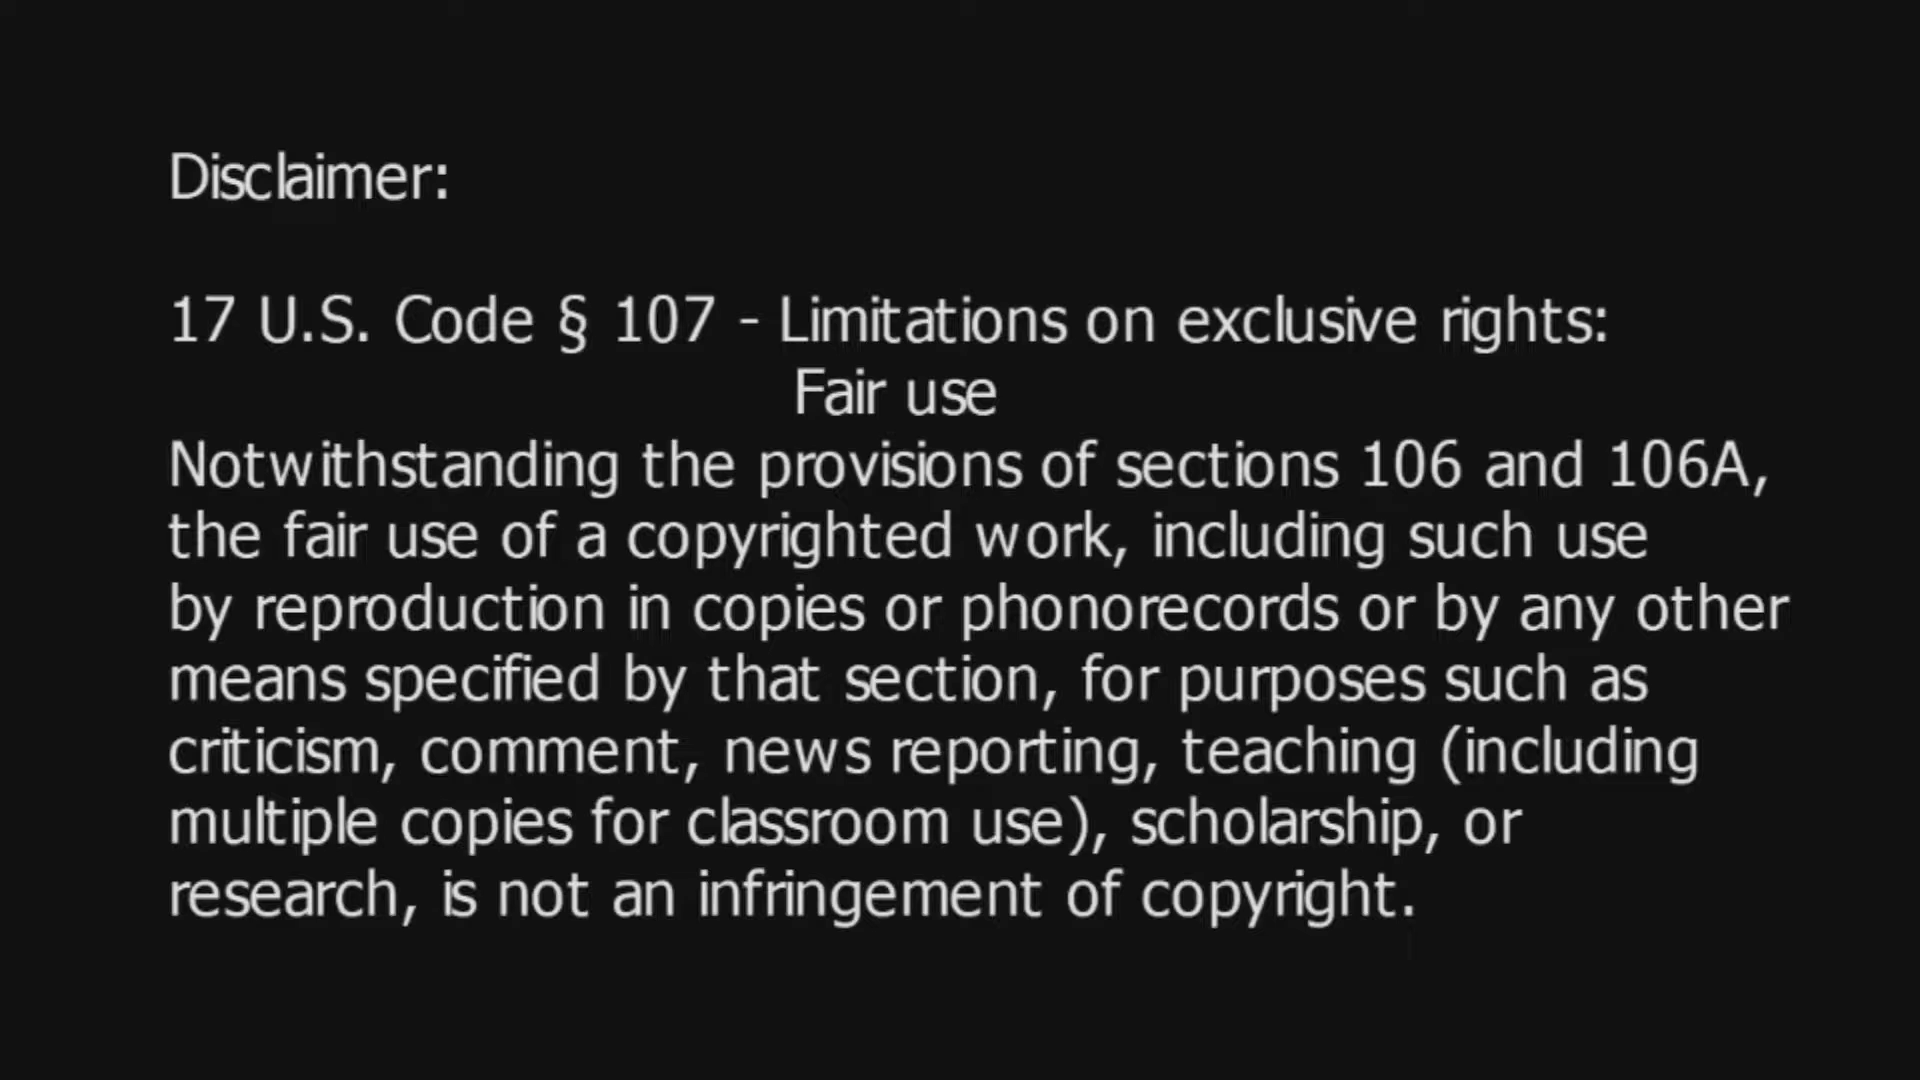 Disclaimer:
17 U.S. Code § 107 - Limitations on exclusive rights:
Fair use
Notwithstanding the provisions of sections 106 and 106A,
the fair use of a copyrighted work, including such use
by reproduction in copies or phonorecords or by any other
means specified by that section, for purposes such as
criticism, comment, news reporting, teaching (including
multiple copies for classroom use), scholarship, or
research, is not an infringement of copyright.